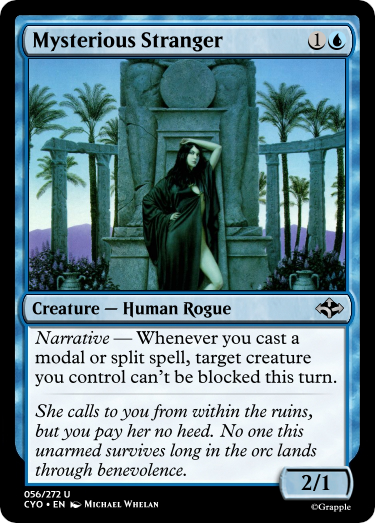 Mysterious Stranger 1
Creature — Human Rogue
Narrative — Whenever you cast a
modal or split spell, target creature
you control can't be blocked this turn.
She calls to you from within the ruins,
but you pay her no heed. No one this
unarmed survives long in the orc lands
through benevolence.
2/1
056/272 U
CYO • EN Michael Whelan
©Grapple